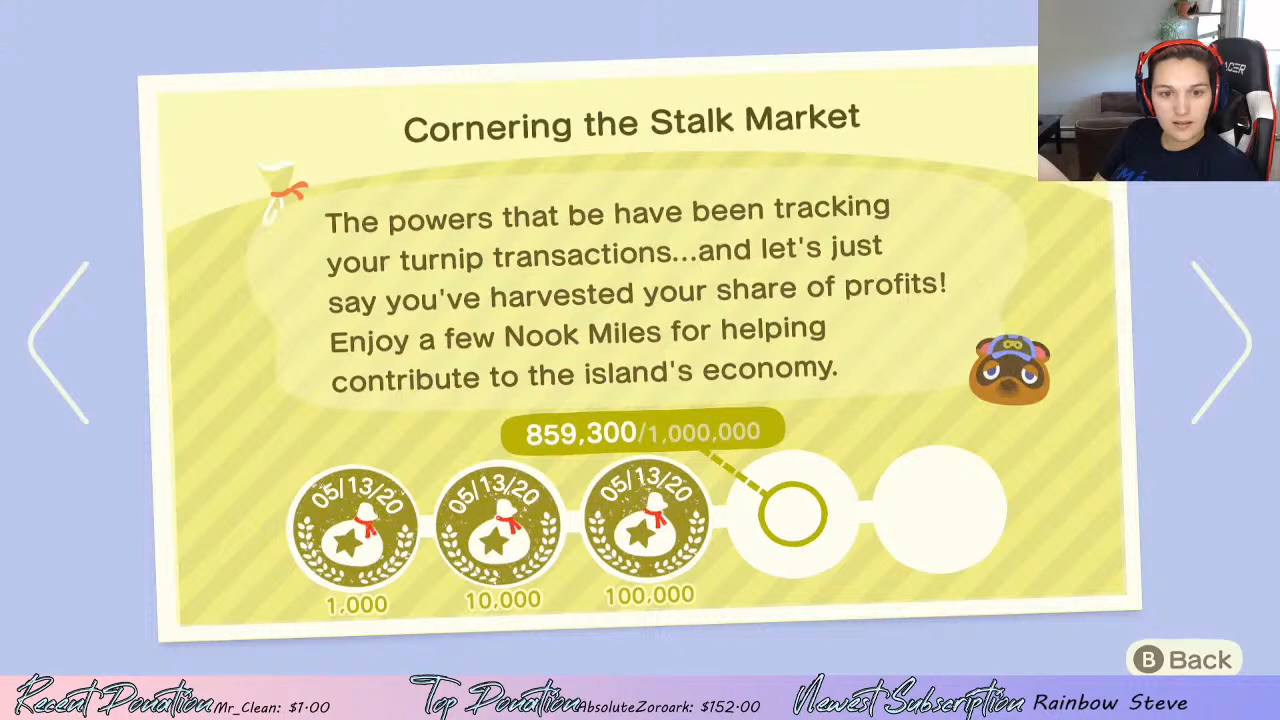 Cornering the Stalk Market
The powers that be have been tracking
your turnip transactions...and let's just
say you've harvested your share of profits!
Enjoy a few Nook Miles for helping
contribute to the island's economy.
859,300/1,000,000
05/13/20 05/13/20 05/13/20
1,000 10,000 100,000
B Back
Recent Donation Mr_Clean: $1.00 Top Donation AbsoluteZoroark: $152.00 Newest Subscription Rainbow Steve